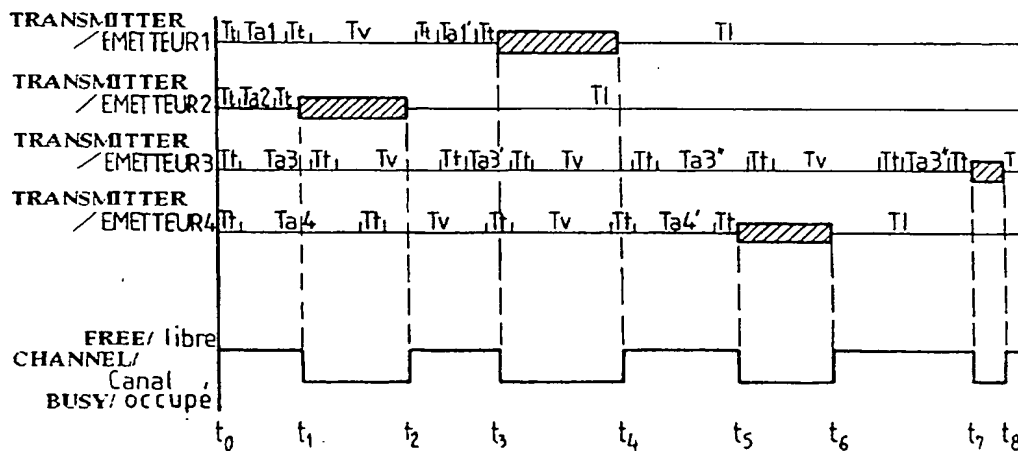 TRANSMITTER
/EMETTEUR1 Tt Ta1 Tt Tv Tt Ta1' Tt Tl
TRANSMITTER
/EMETTEUR2 Tt Ta2 Tt Tl
TRANSMITTER
/EMETTEUR3 Tt Ta3 Tt Tv Tt Ta3' Tt Tv Tt Ta3" Tt Tv Tt Ta3" Tt T
TRANSMITTER
/EMETTEUR4 Tt Ta4 Tt Tv Tt Tv Tt Ta4' Tt Tl
FREE/ libre
CHANNEL/
Canal
BUSY/occupé
t0 t1 t2 t3 t4 t5 t6 t7 t8